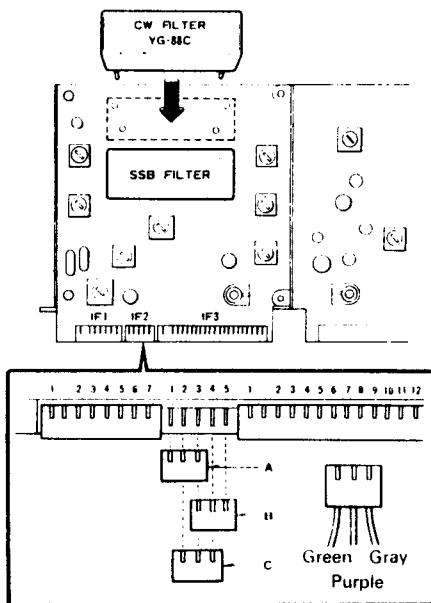 CW FILTER
YG-88C
SSB FILTER
IF1 IF2 IF3
1 2 3 4 5 6 7 1 2 3 4 5 1 2 3 4 5 6 7 8 9 10 11 12
A
B
C
Green Gray
Purple